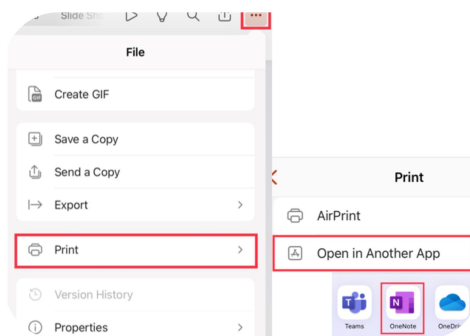 Slide Sho
File
Create GIF
Save a Copy
Send a Copy
Export
Print
Version History
Properties
Print
AirPrint
Open in Another App
Teams
OneNote
OneDri